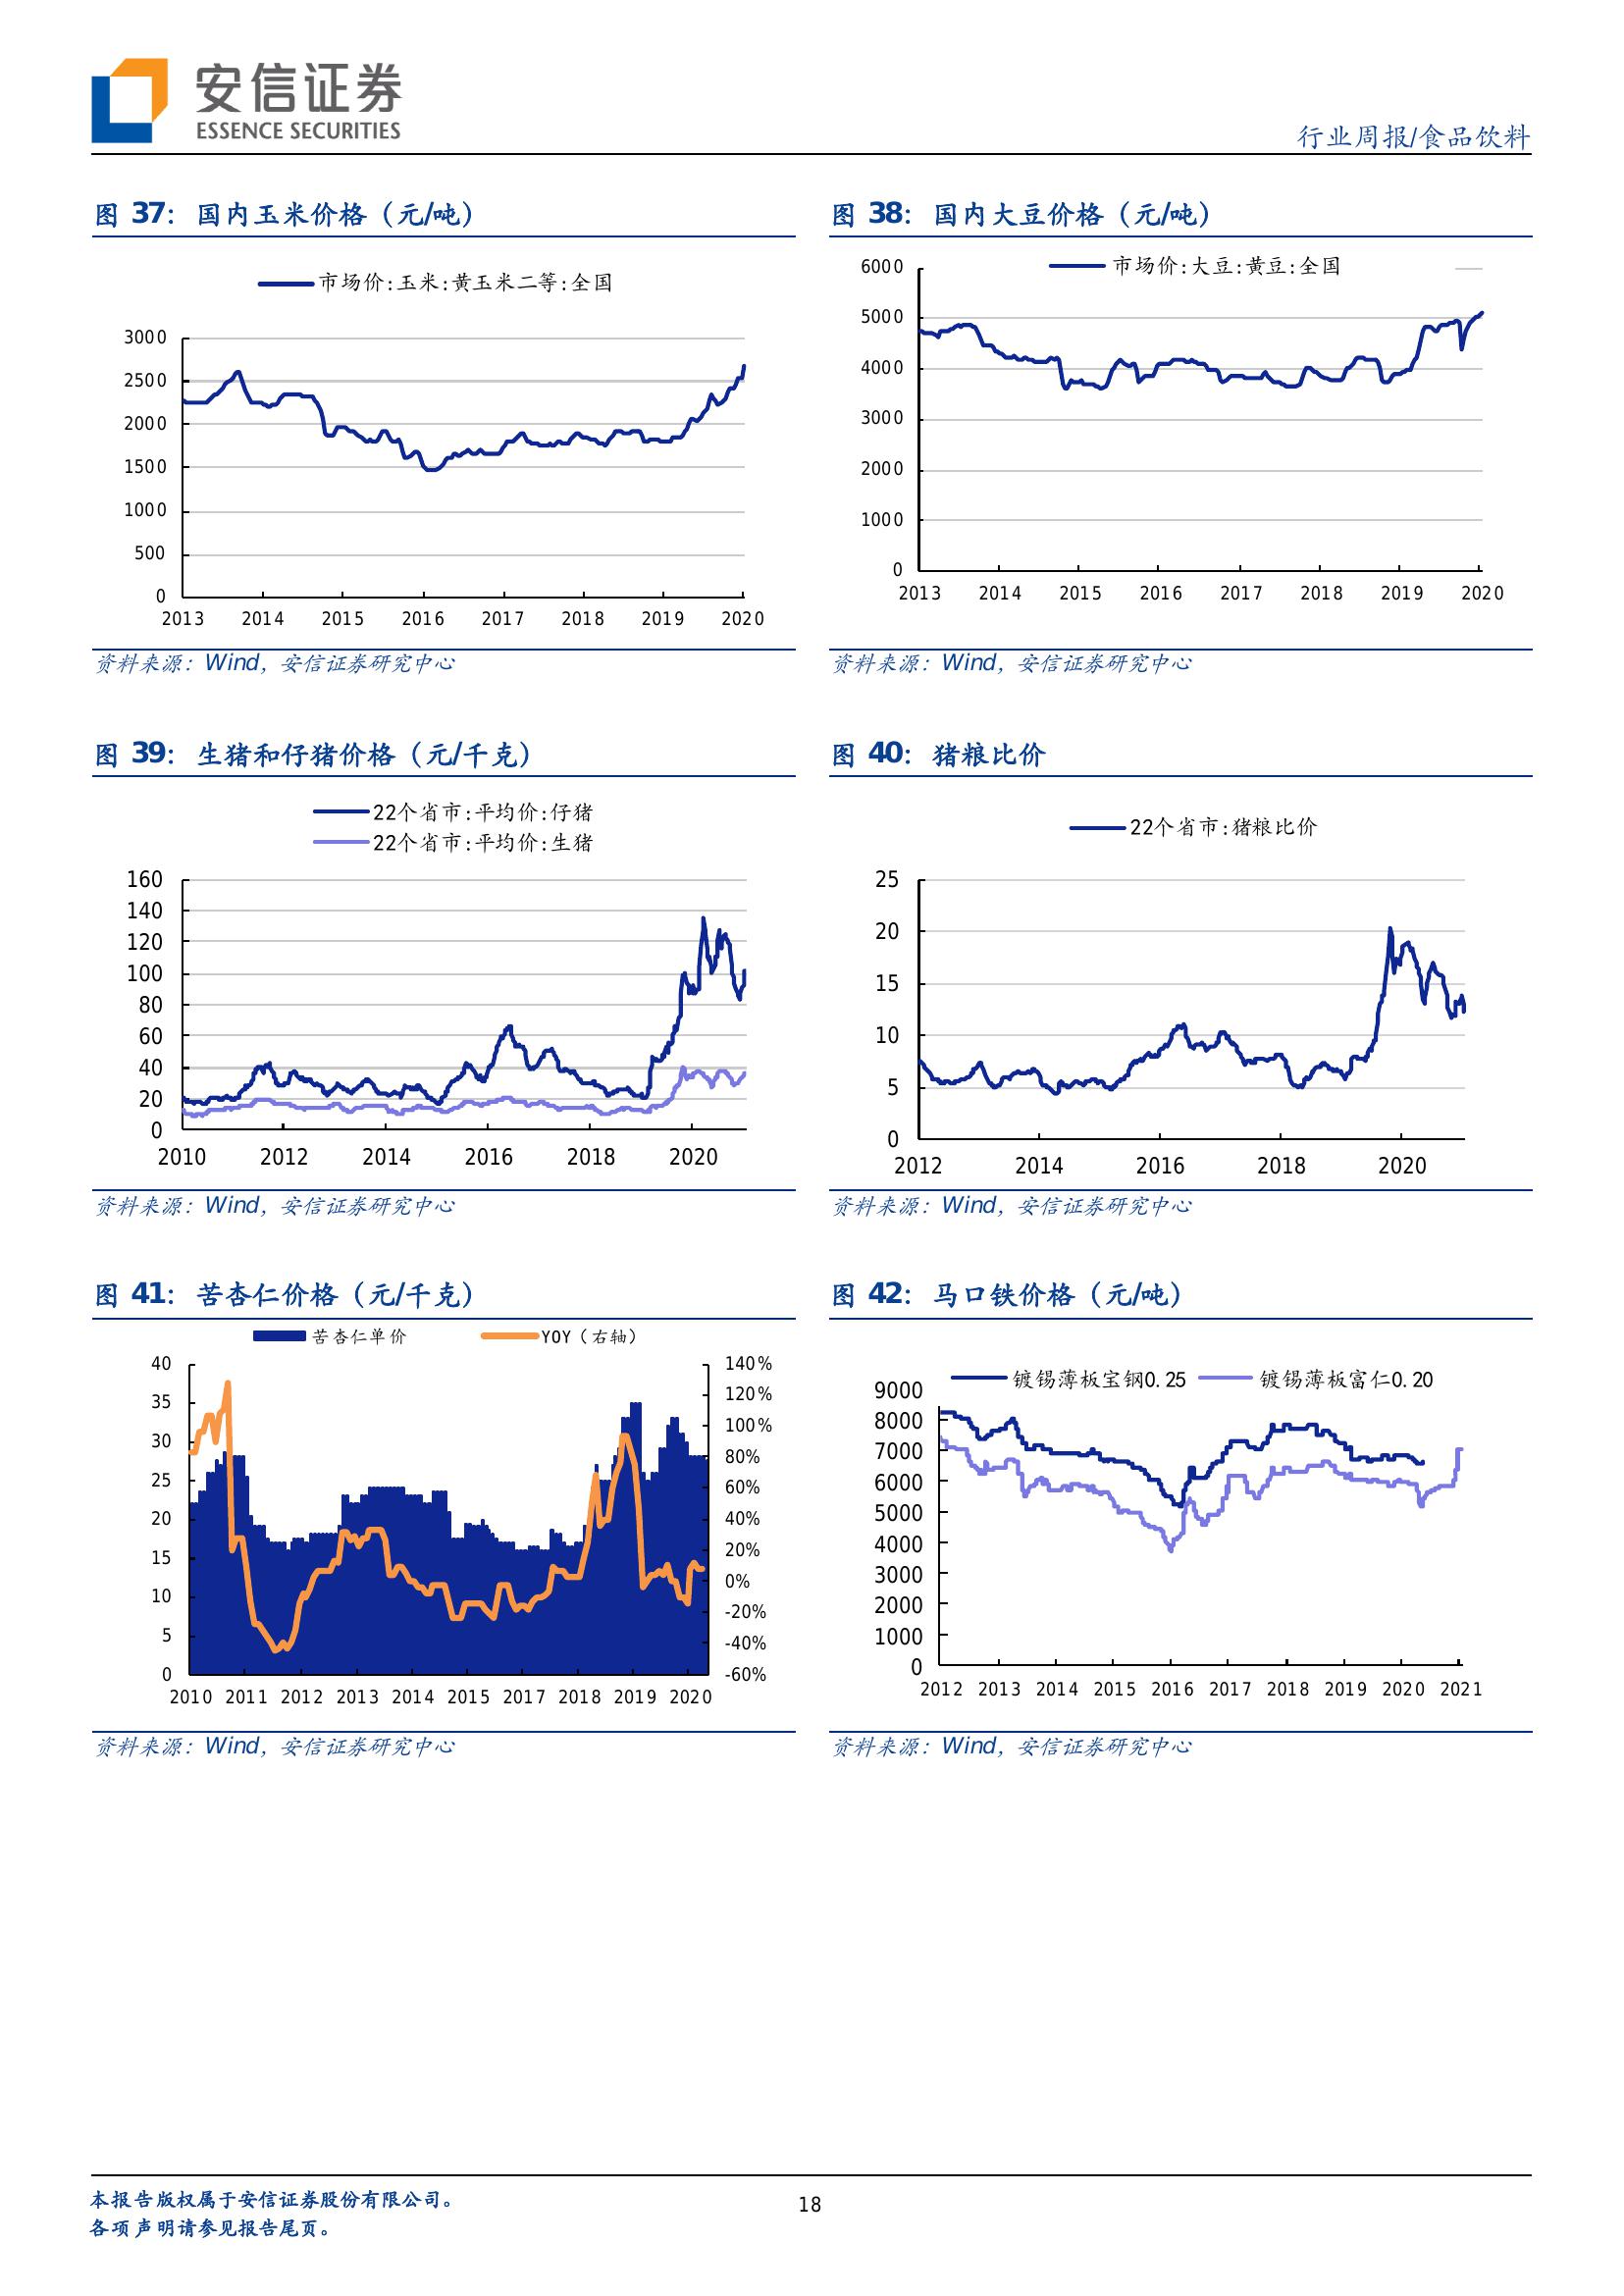 安信证券
ESSENCE SECURITIES
行业周报/食品饮料
图 37: 国内玉米价格（元/吨）
市场价:玉米:黄玉米二等:全国
3000
2500
2000
1500
1000
500
0
2013 2014 2015 2016 2017 2018 2019 2020
资料来源：Wind，安信证券研究中心
图 38: 国内大豆价格（元/吨）
市场价:大豆:黄豆:全国
6000
5000
4000
3000
2000
1000
0
2013 2014 2015 2016 2017 2018 2019 2020
资料来源：Wind，安信证券研究中心
图 39: 生猪和仔猪价格（元/千克）
22个省市:平均价:仔猪
22个省市:平均价:生猪
160
140
120
100
80
60
40
20
0
2010 2012 2014 2016 2018 2020
资料来源：Wind，安信证券研究中心
图 40: 猪粮比价
22个省市:猪粮比价
25
20
15
10
5
0
2012 2014 2016 2018 2020
资料来源：Wind，安信证券研究中心
图 41: 苦杏仁价格（元/千克）
苦杏仁单价 YOY（右轴）
40
35
30
25
20
15
10
5
0
140%
120%
100%
80%
60%
40%
20%
0%
-20%
-40%
-60%
2010 2011 2012 2013 2014 2015 2016 2017 2018 2019 2020
资料来源：Wind，安信证券研究中心
图 42: 马口铁价格（元/吨）
镀锡薄板宝钢0.25 镀锡薄板富仁0.20
9000
8000
7000
6000
5000
4000
3000
2000
1000
0
2012 2013 2014 2015 2016 2017 2018 2019 2020 2021
资料来源：Wind，安信证券研究中心
本报告版权属于安信证券股份有限公司。
各项声明请参见报告尾页。
18